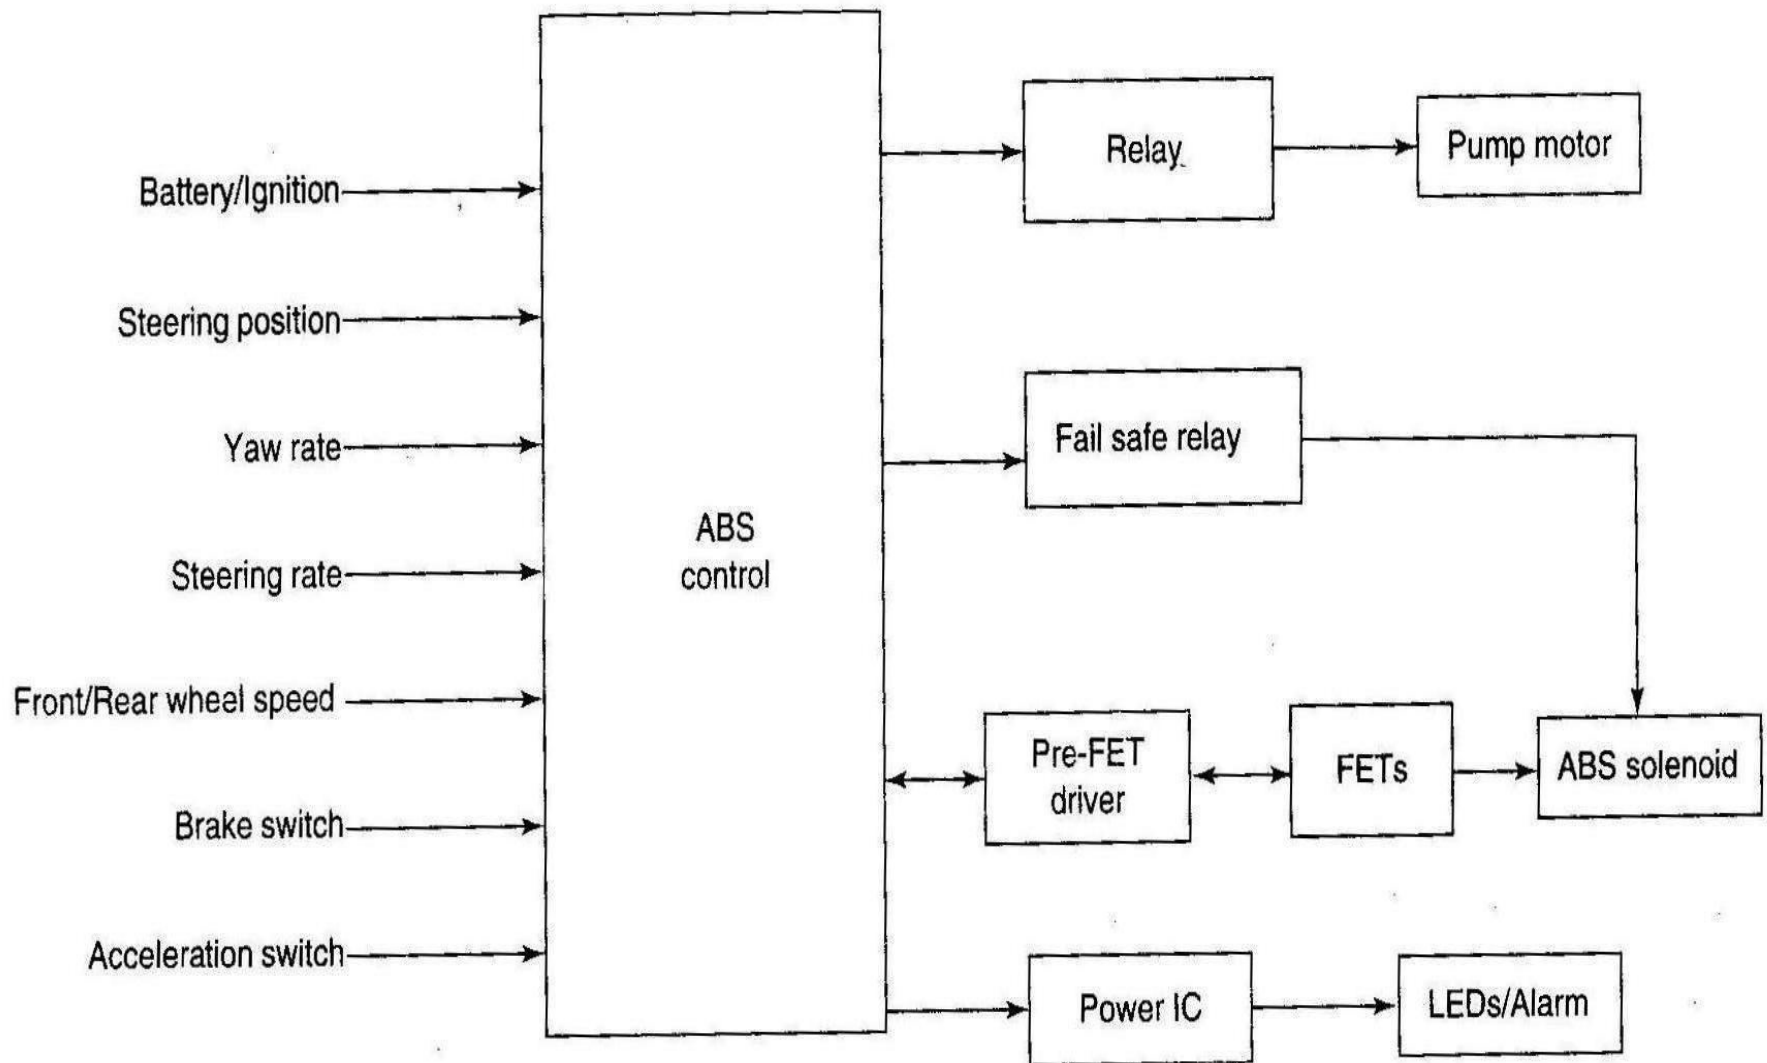 Battery/Ignition
Steering position
Yaw rate
Steering rate
Front/Rear wheel speed
Brake switch
Acceleration switch
ABS
control
Relay
Pump motor
Fail safe relay
Pre-FET
driver
FETs
ABS solenoid
Power IC
LEDs/Alarm